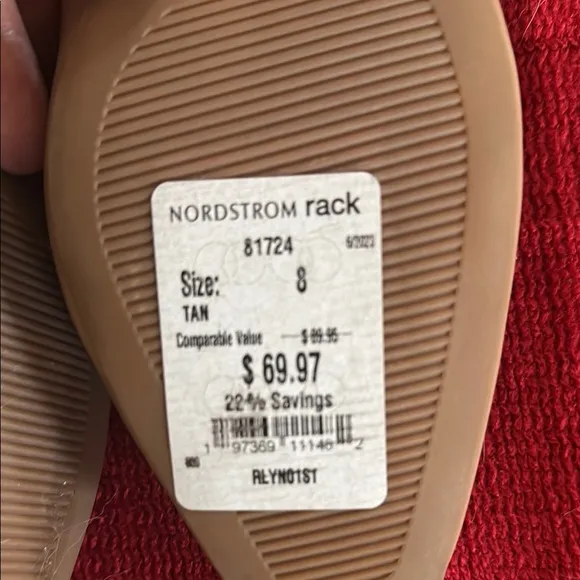 NORDSTROM rack
81724 6/2023
Size: 8
TAN
Comparable Value $ 89.95
$ 69.97
22% Savings
1 97369 11146 2
RLYN01ST